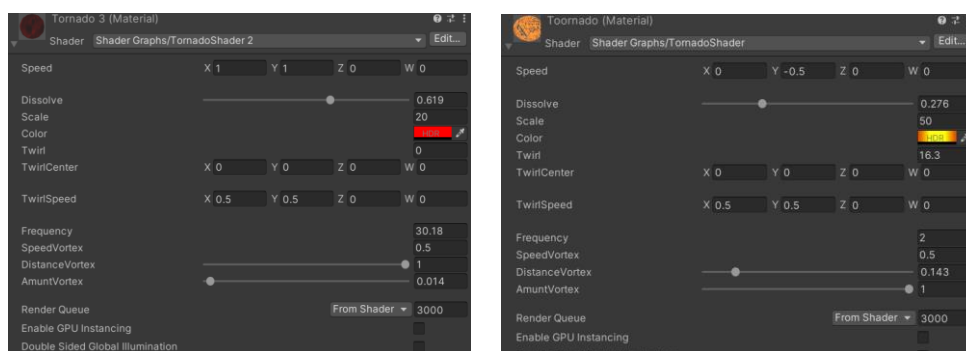 Tornado 3 (Material)
Shader Shader Graphs/TornadoShader 2 Edit...
Speed X 1 Y 1 Z 0 W 0
Dissolve 0.619
Scale 20
Color HDR
Twirl 0
TwirlCenter X 0 Y 0 Z 0 W 0
TwirlSpeed X 0.5 Y 0.5 Z 0 W 0
Frequency 30.18
SpeedVortex 0.5
DistanceVortex 1
AmuntVortex 0.014
Render Queue From Shader 3000
Enable GPU Instancing
Double Sided Global Illumination
Toornado (Material)
Shader Shader Graphs/TornadoShader Edit...
Speed X 0 Y -0.5 Z 0 W 0
Dissolve 0.276
Scale 50
Color HDR
Twirl 16.3
TwirlCenter X 0 Y 0 Z 0 W 0
TwirlSpeed X 0.5 Y 0.5 Z 0 W 0
Frequency 2
SpeedVortex 0.5
DistanceVortex 0.143
AmuntVortex 1
Render Queue From Shader 3000
Enable GPU Instancing